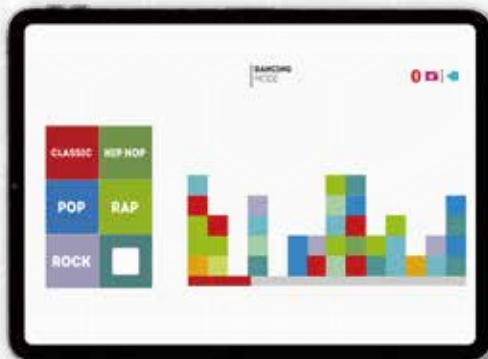 DANCING
MODE
0
CLASSIC HIP HOP
POP RAP
ROCK